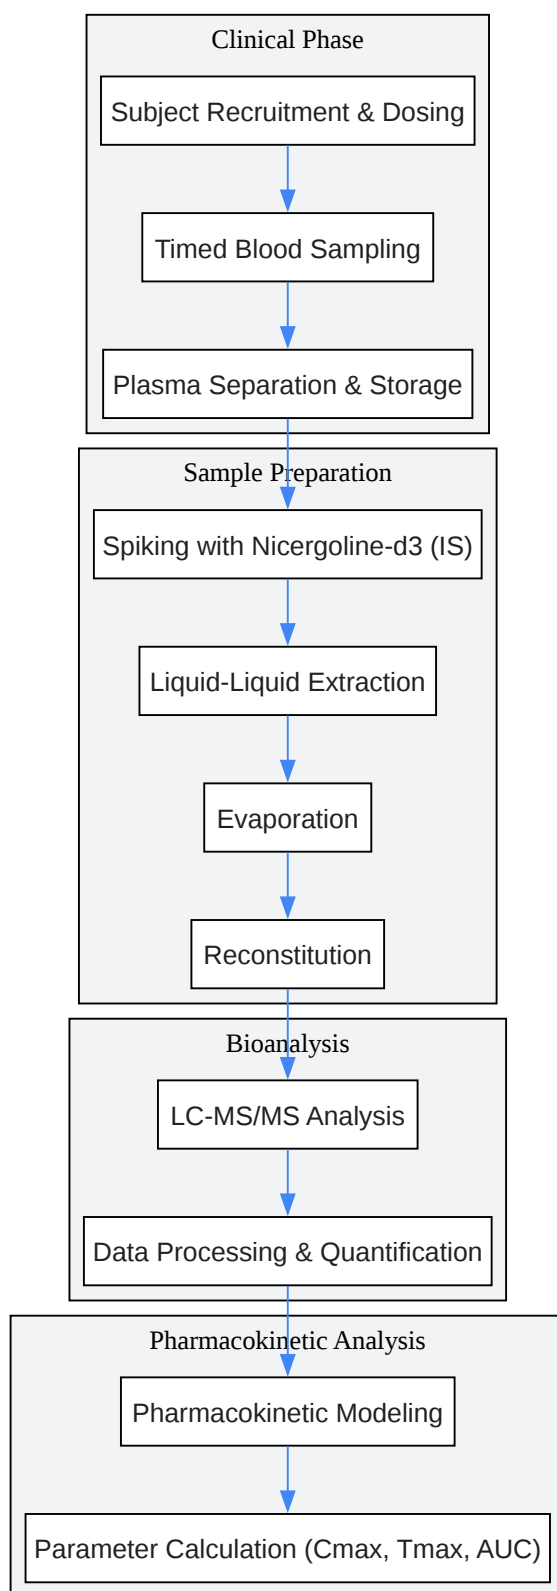 Clinical Phase
Subject Recruitment & Dosing
Timed Blood Sampling
Plasma Separation & Storage
Sample Preparation
Spiking with Nicergoline-d3 (IS)
Liquid-Liquid Extraction
Evaporation
Reconstitution
Bioanalysis
LC-MS/MS Analysis
Data Processing & Quantification
Pharmacokinetic Analysis
Pharmacokinetic Modeling
Parameter Calculation (Cmax, Tmax, AUC)